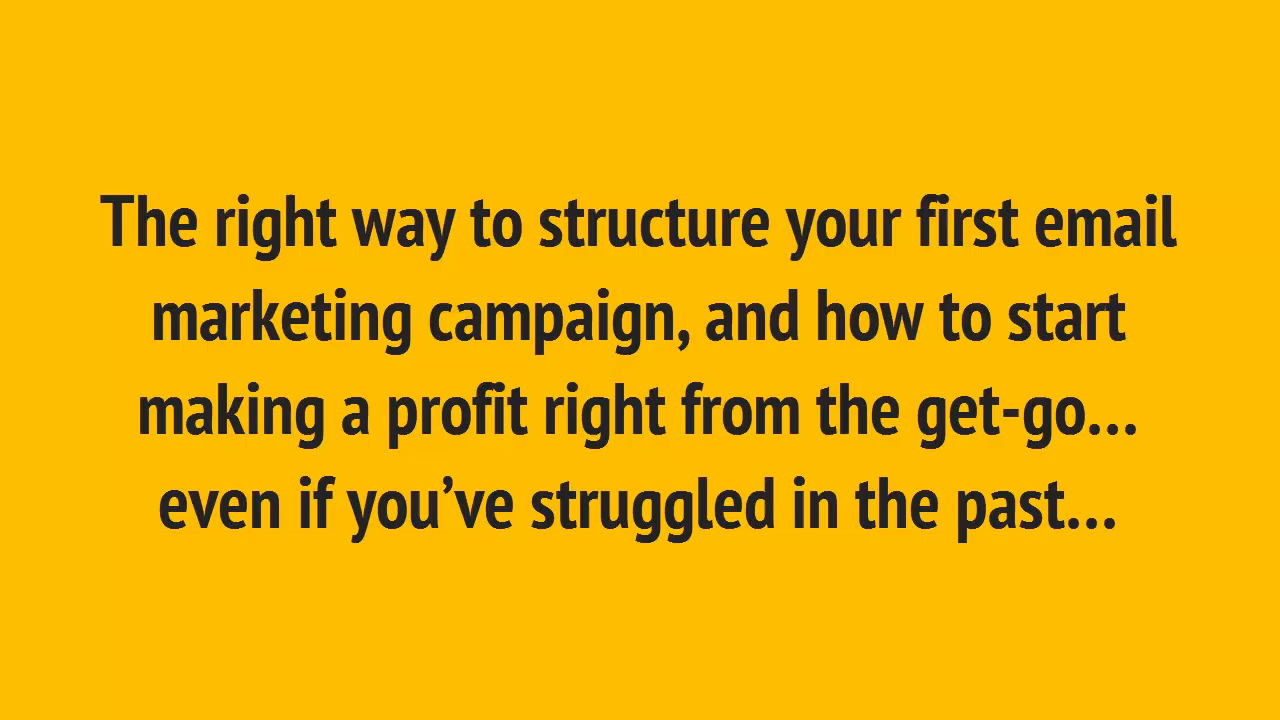 The right way to structure your first email
marketing campaign, and how to start
making a profit right from the get-go…
even if you’ve struggled in the past…